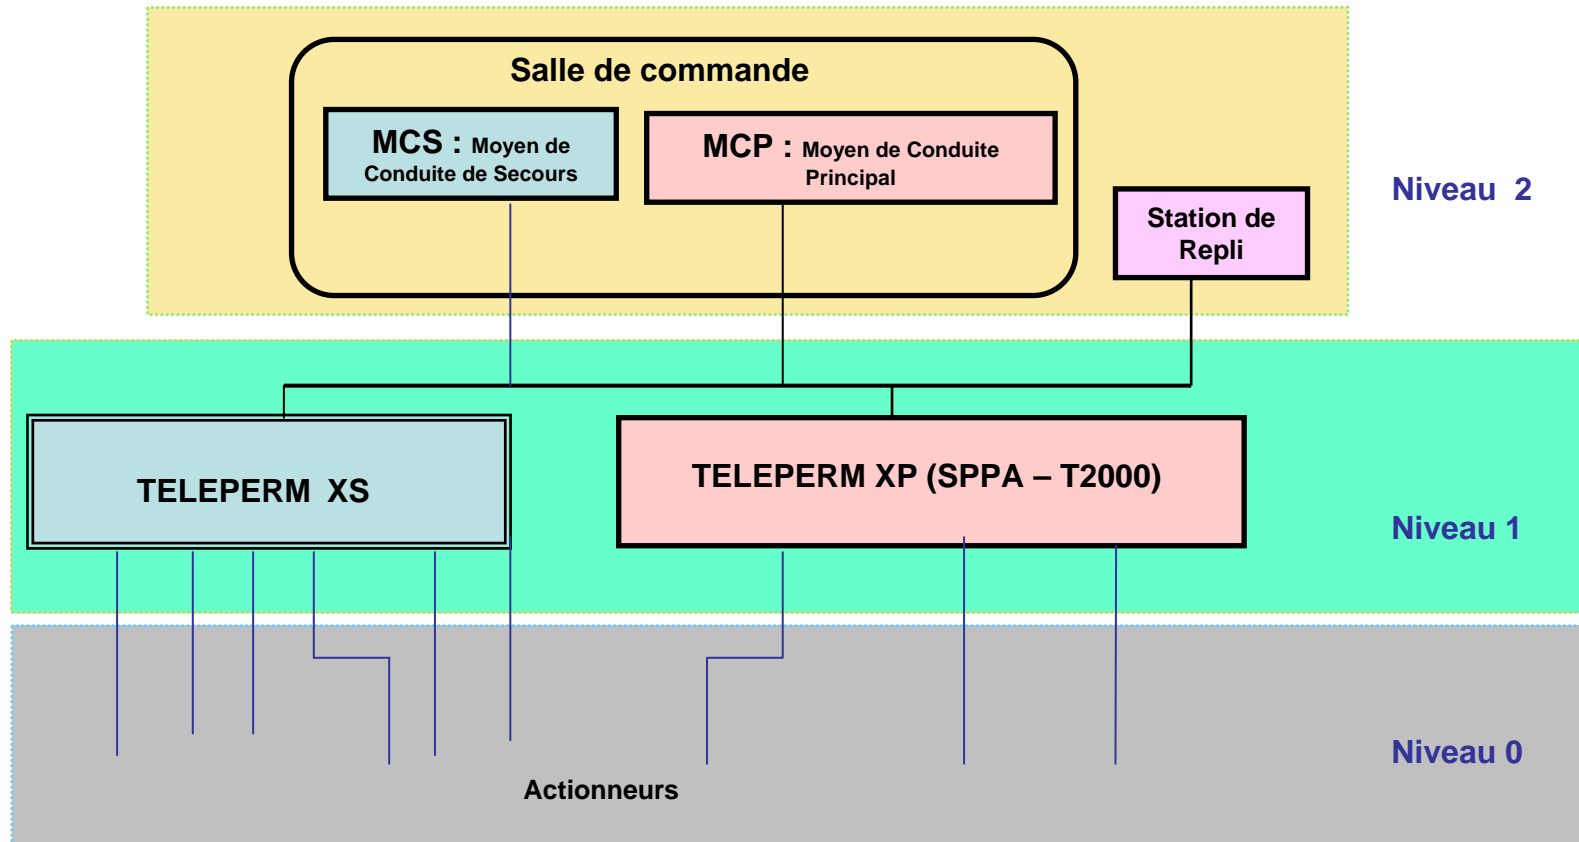 Salle de commande
MCS : Moyen de
Conduite de Secours
MCP : Moyen de Conduite
Principal
Niveau 2
Station de
Repli
TELEPERM XS
TELEPERM XP (SPPA – T2000)
Niveau 1
Niveau 0
Actionneurs